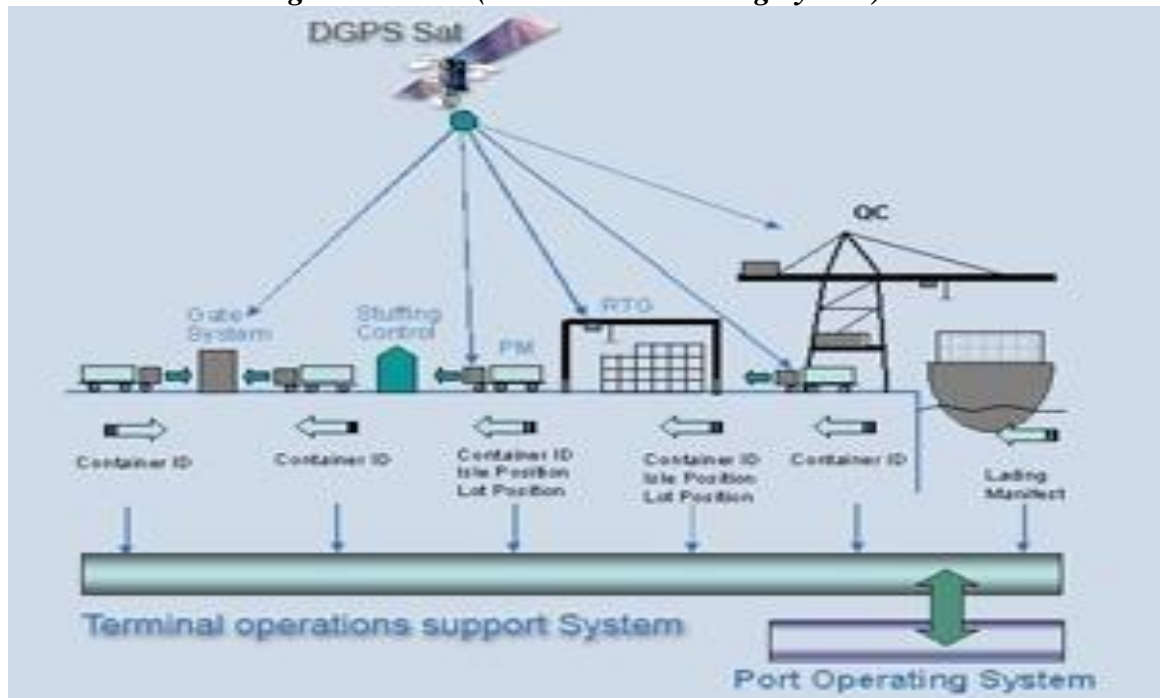 DGPS Sat
QC
Gate
System
Stuffing
Control
PM
RTG
Container ID
Container ID
Container ID
Isle Position
Lot Position
Container ID
Isle Position
Lot Position
Container ID
Lading
Manifest
Terminal operations support System
Port Operating System